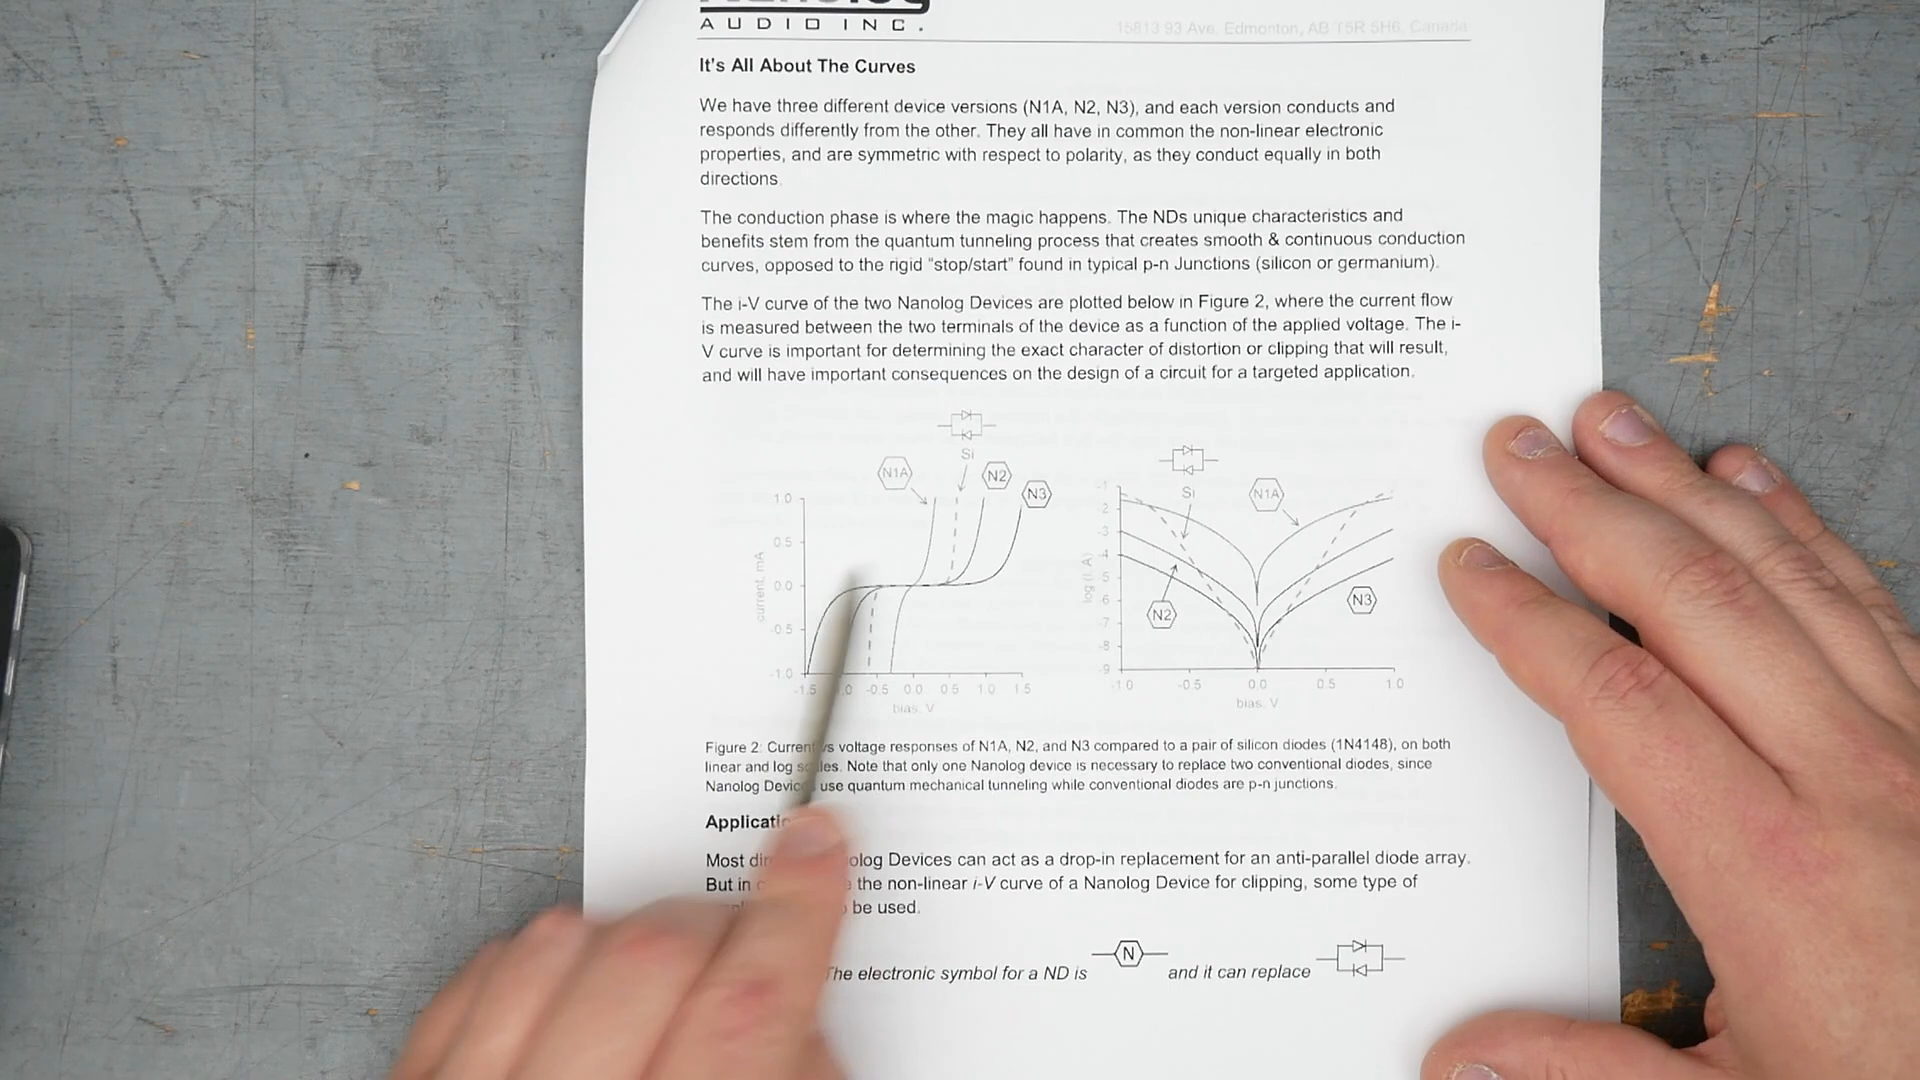 AUDIO INC.
15813 93 Ave. Edmonton, AB T5R 5H6, Canada
It's All About The Curves
We have three different device versions (N1A, N2, N3), and each version conducts and
responds differently from the other. They all have in common the non-linear electronic
properties, and are symmetric with respect to polarity, as they conduct equally in both
directions.
The conduction phase is where the magic happens. The NDs unique characteristics and
benefits stem from the quantum tunneling process that creates smooth & continuous conduction
curves, opposed to the rigid “stop/start” found in typical p-n Junctions (silicon or germanium).
The i-V curve of the two Nanolog Devices are plotted below in Figure 2, where the current flow
is measured between the two terminals of the device as a function of the applied voltage. The i-
V curve is important for determining the exact character of distortion or clipping that will result,
and will have important consequences on the design of a circuit for a targeted application.
Si
N1A
N2
N3
1.0
0.5
0.0
-0.5
-1.0
current, mA
-1.5 .0 -0.5 0.0 0.5 1.0 1.5
bias, V
Si
N1A
N2
N3
-1
-2
-3
-4
-5
-6
-7
-8
-9
log (I, A)
-1.0 -0.5 0.0 0.5 1.0
bias, V
Figure 2: Current vs voltage responses of N1A, N2, and N3 compared to a pair of silicon diodes (1N4148), on both
linear and log scales. Note that only one Nanolog device is necessary to replace two conventional diodes, since
Nanolog Devices use quantum mechanical tunneling while conventional diodes are p-n junctions.
Applicati
Most olog Devices can act as a drop-in replacement for an anti-parallel diode array.
But in the non-linear i-V curve of a Nanolog Device for clipping, some type of
be used.
The electronic symbol for a ND is N and it can replace